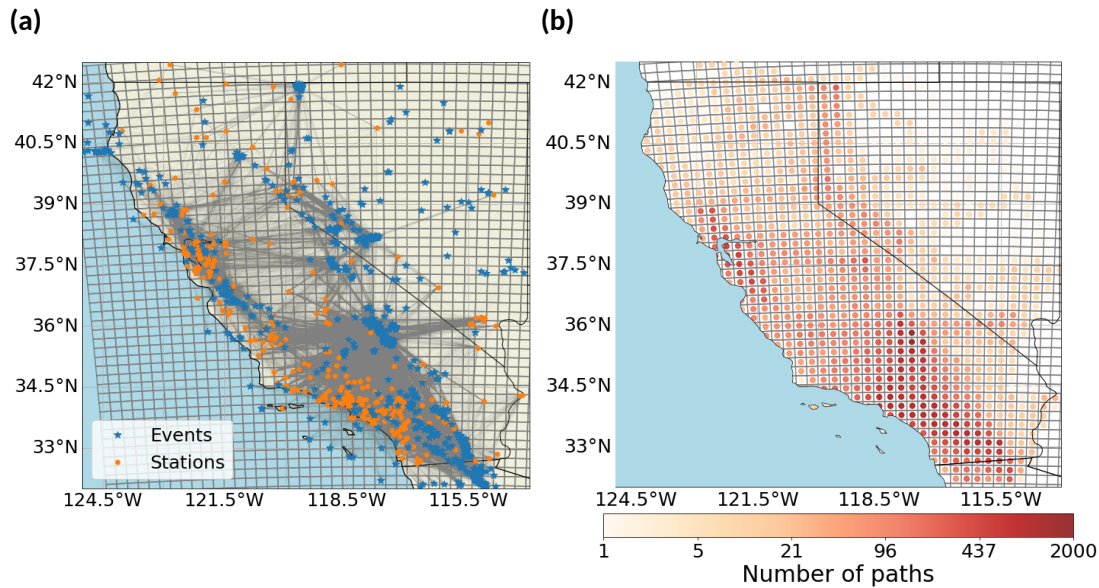 (a)
(b)
42°N
40.5°N
39°N
37.5°N
36°N
34.5°N
33°N
124.5°W
121.5°W
118.5°W
115.5°W
Events
Stations
42°N
40.5°N
39°N
37.5°N
36°N
34.5°N
33°N
124.5°W
121.5°W
118.5°W
115.5°W
1
5
21
96
437
2000
Number of paths